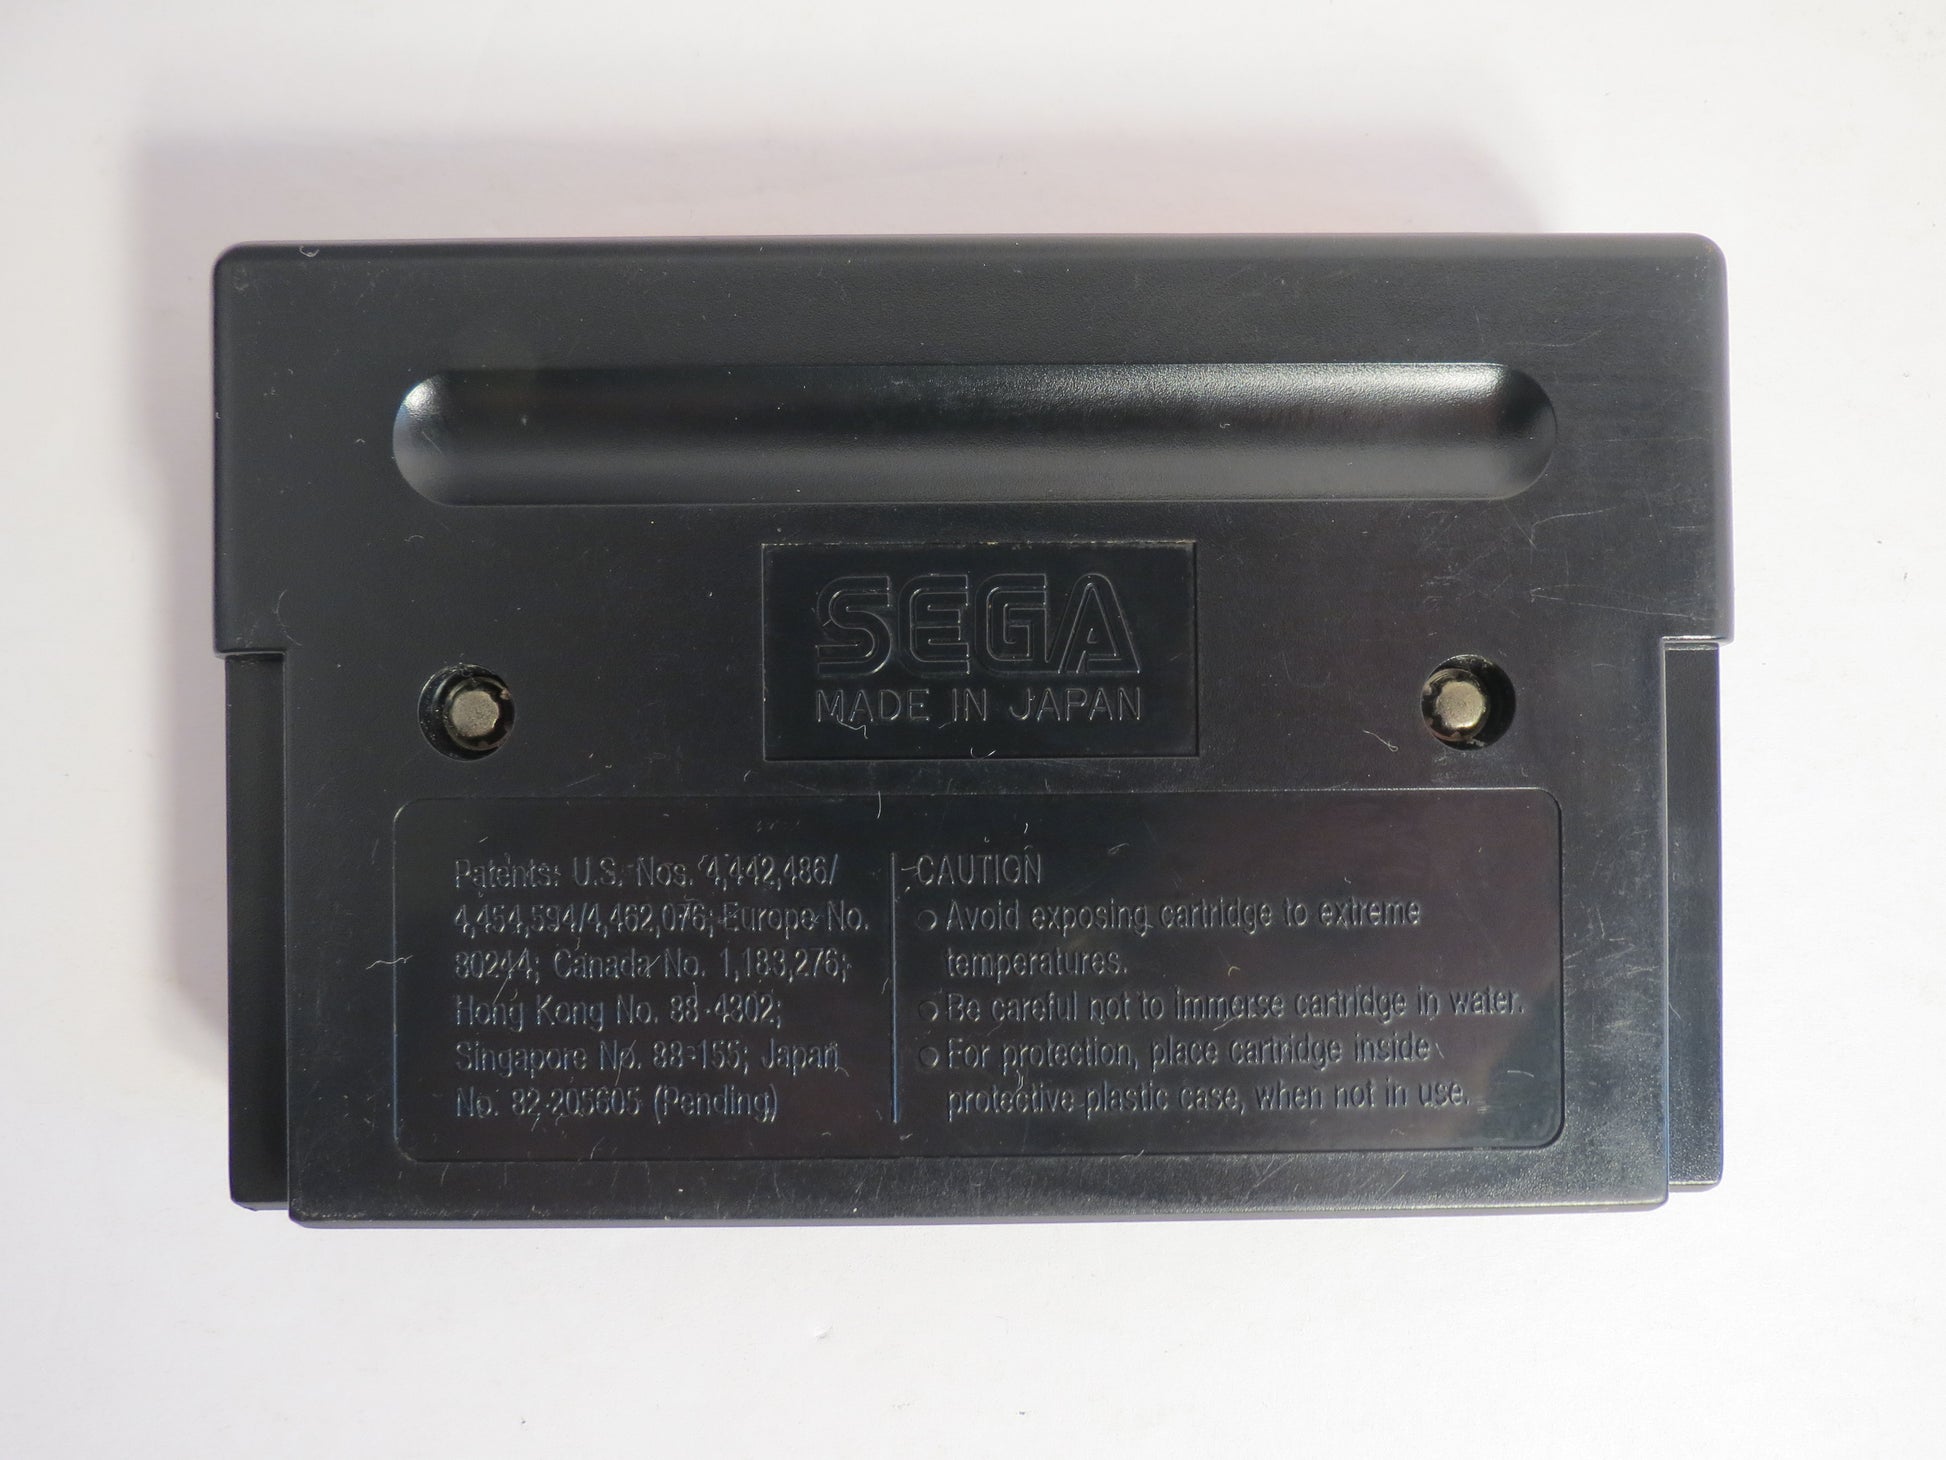 SEGA
MADE IN JAPAN
Patents: U.S. Nos. 4,442,486/
4,454,594/4,462,076; Europe No.
80244; Canada No. 1,183,276;
Hong Kong No. 88-4302;
Singapore No. 88-155; Japan
No. 82-205605 (Pending)
CAUTION
○ Avoid exposing cartridge to extreme
temperatures.
○ Be careful not to immerse cartridge in water.
○ For protection, place cartridge inside
protective plastic case, when not in use.